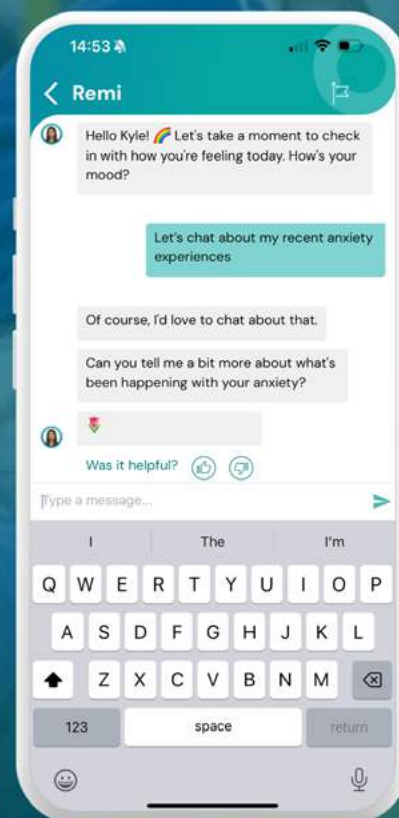 14:53
Remi
Hello Kyle! 🌈 Let's take a moment to check
in with how you're feeling today. How's your
mood?
Let's chat about my recent anxiety
experiences
Of course, I'd love to chat about that.
Can you tell me a bit more about what's
been happening with your anxiety?
🌷
Was it helpful?
Type a message...
I The I'm
Q W E R T Y U I O P
A S D F G H J K L
Z X C V B N M
123 space return